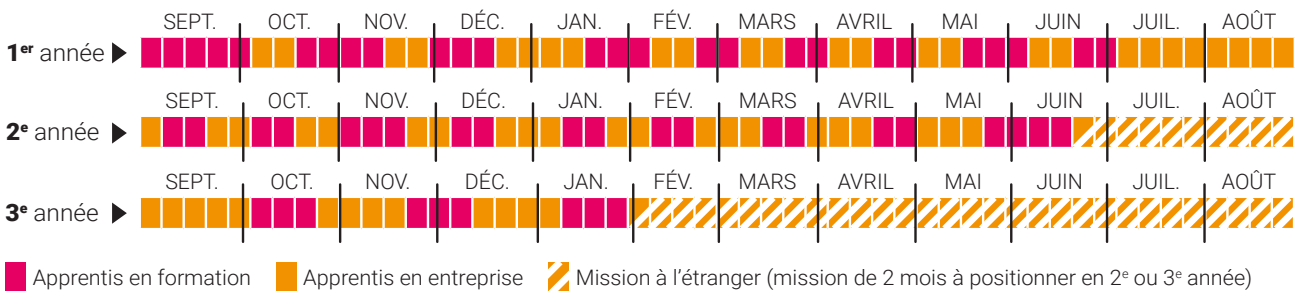 SEPT. OCT. NOV. DÉC. JAN. FÉV. MARS AVRIL MAI JUIN JUIL. AOÛT
1er année
SEPT. OCT. NOV. DÉC. JAN. FÉV. MARS AVRIL MAI JUIN JUIL. AOÛT
2e année
SEPT. OCT. NOV. DÉC. JAN. FÉV. MARS AVRIL MAI JUIN JUIL. AOÛT
3e année
Apprentis en formation Apprentis en entreprise Mission à l'étranger (mission de 2 mois à positionner en 2e ou 3e année)